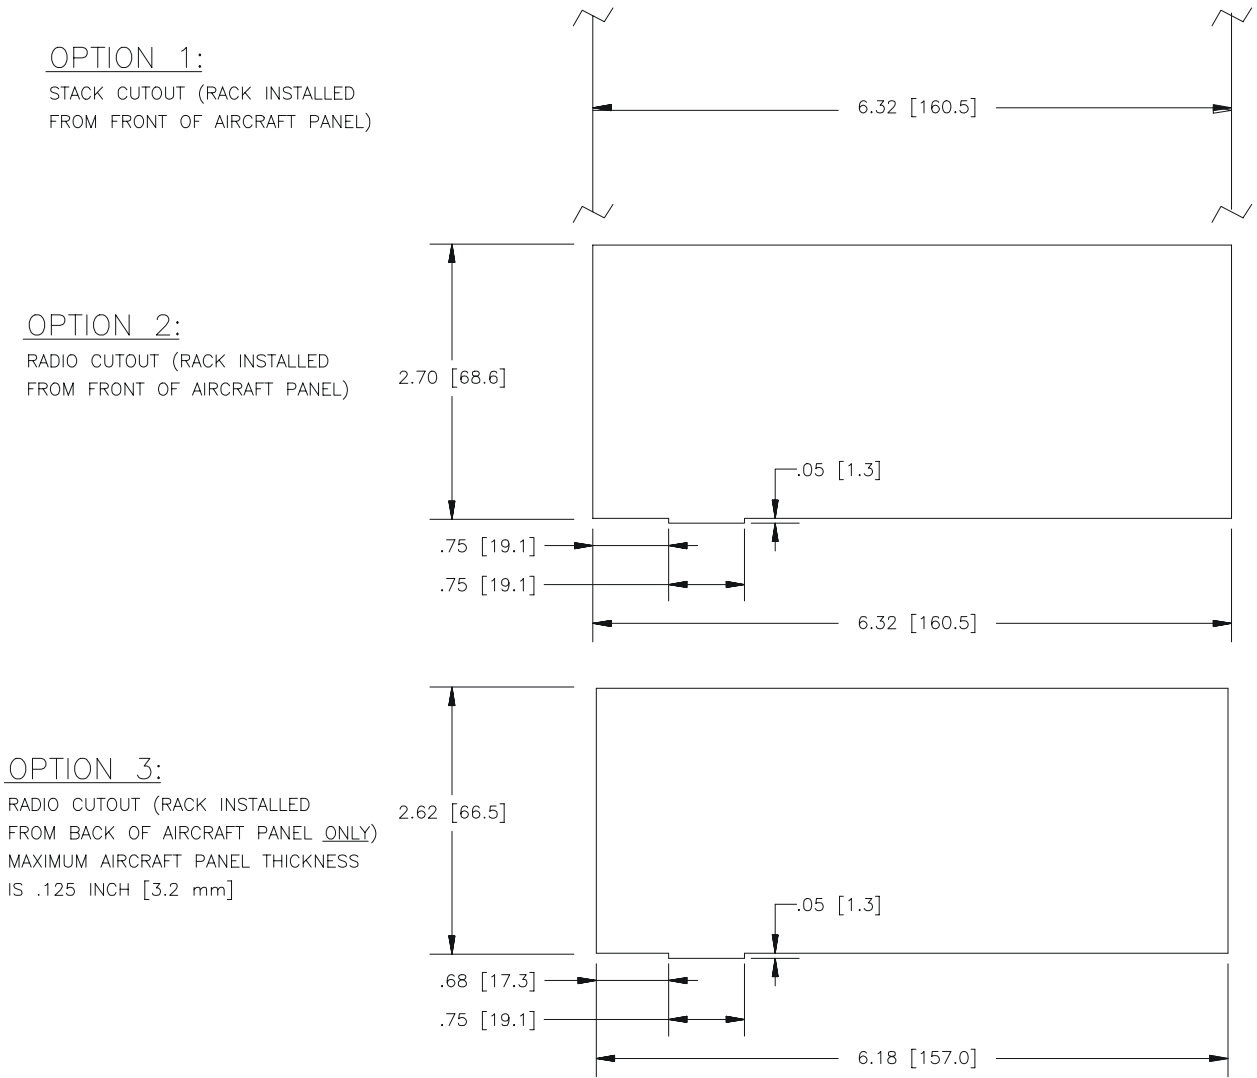 OPTION 1:
STACK CUTOUT (RACK INSTALLED
FROM FRONT OF AIRCRAFT PANEL)
6.32 [160.5]
OPTION 2:
RADIO CUTOUT (RACK INSTALLED
FROM FRONT OF AIRCRAFT PANEL)
2.70 [68.6]
.05 [1.3]
.75 [19.1]
.75 [19.1]
6.32 [160.5]
OPTION 3:
RADIO CUTOUT (RACK INSTALLED
FROM BACK OF AIRCRAFT PANEL ONLY)
MAXIMUM AIRCRAFT PANEL THICKNESS
IS .125 INCH [3.2 mm]
2.62 [66.5]
.05 [1.3]
.68 [17.3]
.75 [19.1]
6.18 [157.0]